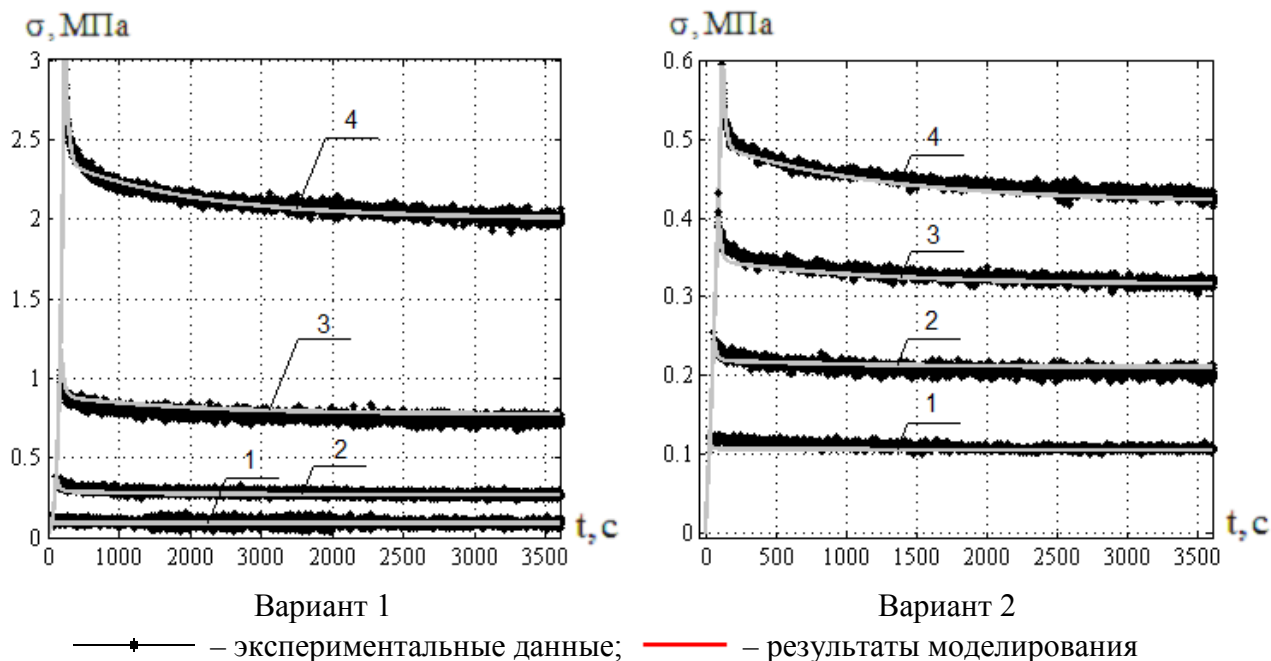 σ, МПа
3
2.5
2
1.5
1
0.5
0
4
3
2
1
0 1000 2000 3000 2000 2500 3000 3500
t, с
Вариант 1
σ, МПа
0.6
0.5
0.4
0.3
0.2
0.1
0
4
3
2
1
0 500 1000 1500 2000 2500 3000 3500
t, с
Вариант 2
– экспериментальные данные; – результаты моделирования